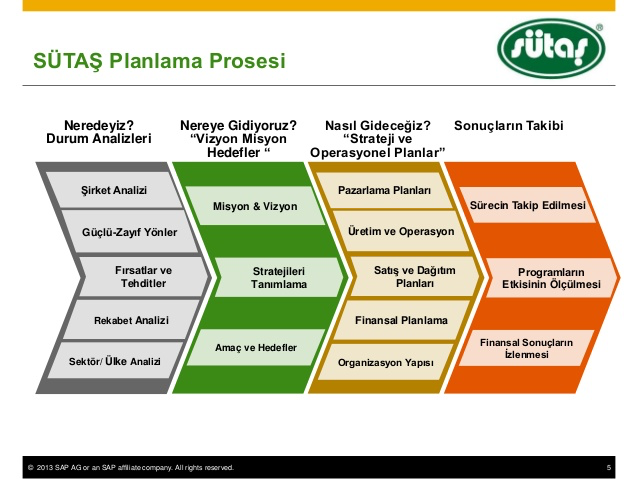 SÜTAŞ Planlama Prosesi
sütaş
Neredeyiz?
Durum Analizleri
Nereye Gidiyoruz?
“Vizyon Misyon
Hedefler “
Nasıl Gideceğiz?
“Strateji ve
Operasyonel Planlar”
Sonuçların Takibi
Şirket Analizi
Güçlü-Zayıf Yönler
Fırsatlar ve
Tehditler
Rekabet Analizi
Sektör/ Ülke Analizi
Misyon & Vizyon
Stratejileri
Tanımlama
Amaç ve Hedefler
Pazarlama Planları
Üretim ve Operasyon
Satış ve Dağıtım
Planları
Finansal Planlama
Organizasyon Yapısı
Sürecin Takip Edilmesi
Programların
Etkisinin Ölçülmesi
Finansal Sonuçların
İzlenmesi
© 2013 SAP AG or an SAP affiliate company. All rights reserved.
5